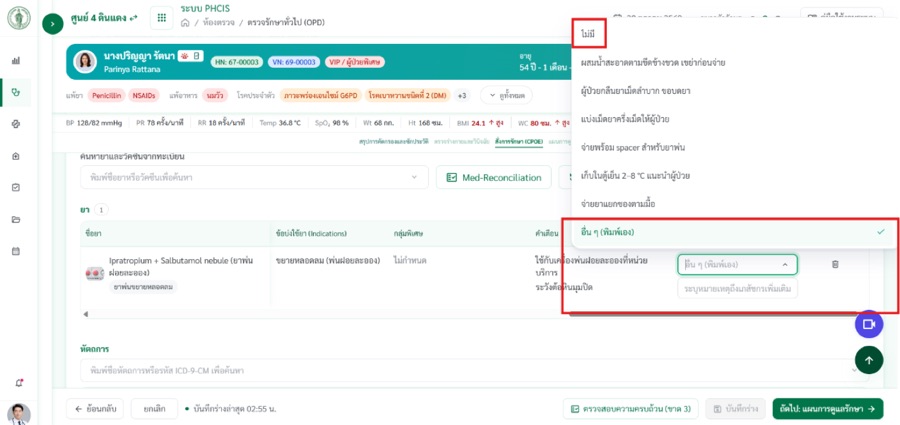 ศูนย์ 4 ดินแดง
ระบบ PHCIS
ห้องตรวจ / ตรวจรักษาทั่วไป (OPD)
นางปริญญา รัตนา
Parinya Rattana
HN: 67-00003
VN: 69-00003
VIP / ผู้ป่วยพิเศษ
อายุ
54 ปี - 1 เดือน -
แพ้ยา Penicillin NSAIDs แพ้อาหาร นมวัว โรคประจำตัว ภาวะพร่องเอนไซม์ G6PD โรคเบาหวานชนิดที่ 2 (DM) +3 ดูทั้งหมด
BP 128/82 mmHg PR 78 ครั้ง/นาที RR 18 ครั้ง/นาที Temp 36.8 °C SpO₂ 98 % Wt 68 กก. Ht 168 ซม. BMI 24.1 ↑ สูง WC 80 ซม. ↑ สูง
สั่งการรักษา (CPOE)
ค้นหายาและวัคซีนจากทะเบียน
พิมพ์ชื่อยาหรือวัคซีนเพื่อค้นหา
Med-Reconciliation
ยา 1
ชื่อยา
ข้อบ่งใช้ยา (Indications)
กลุ่มพิเศษ
คำเตือน
Ipratropium + Salbutamol nebule (ยาพ่นฝอยละออง)
ยาพ่นขยายหลอดลม
ขยายหลอดลม (พ่นฝอยละออง)
ไม่กำหนด
ใช้กับเครื่องพ่นฝอยละอองที่หน่วยบริการ
ระวังต้อหินมุมปิด
อื่น ๆ (พิมพ์เอง)
ระบุหมายเหตุถึงเภสัชกรเพิ่มเติม
ไม่มี
ผสมน้ำสะอาดตามขีดข้างขวด เขย่าก่อนจ่าย
ผู้ป่วยกลืนยาเม็ดลำบาก ขอบดยา
แบ่งเม็ดยาครึ่งเม็ดให้ผู้ป่วย
จ่ายพร้อม spacer สำหรับยาพ่น
เก็บในตู้เย็น 2–8 °C แนะนำผู้ป่วย
จ่ายยาแยกซองตามมื้อ
อื่น ๆ (พิมพ์เอง)
หัตถการ
พิมพ์ชื่อหัตถการหรือรหัส ICD-9-CM เพื่อค้นหา
ย้อนกลับ
ยกเลิก
บันทึกร่างล่าสุด 02:55 น.
ตรวจสอบความครบถ้วน (ขาด 3)
บันทึกร่าง
ถัดไป: แผนการดูแลรักษา